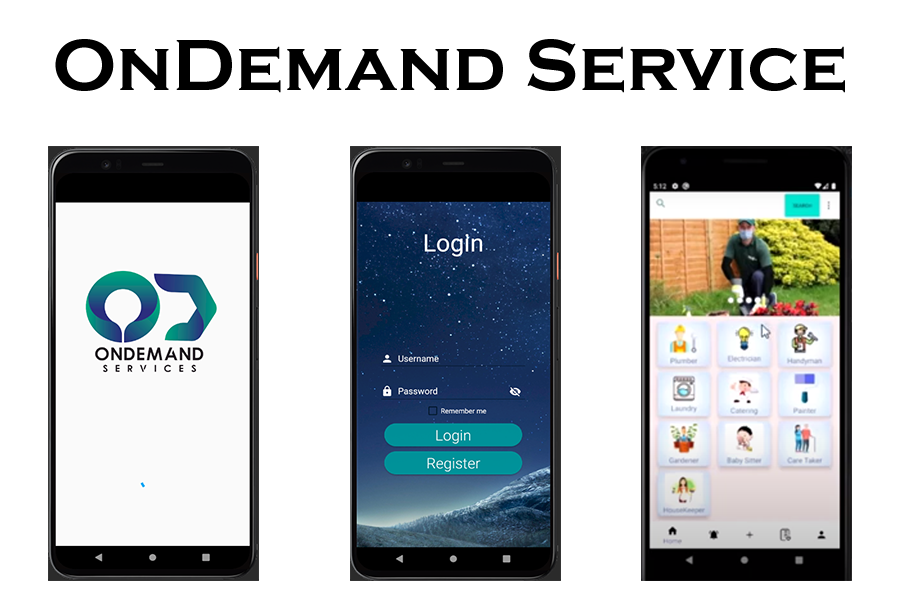 OnDemand Service
ONDEMAND
SERVICES
Login
Username
Password
Remember me
Login
Register
5:12
SEARCH
Plumber
Electrician
Handyman
Laundry
Catering
Painter
Gardener
Baby Sitter
Care Taker
HouseKeeper
Home